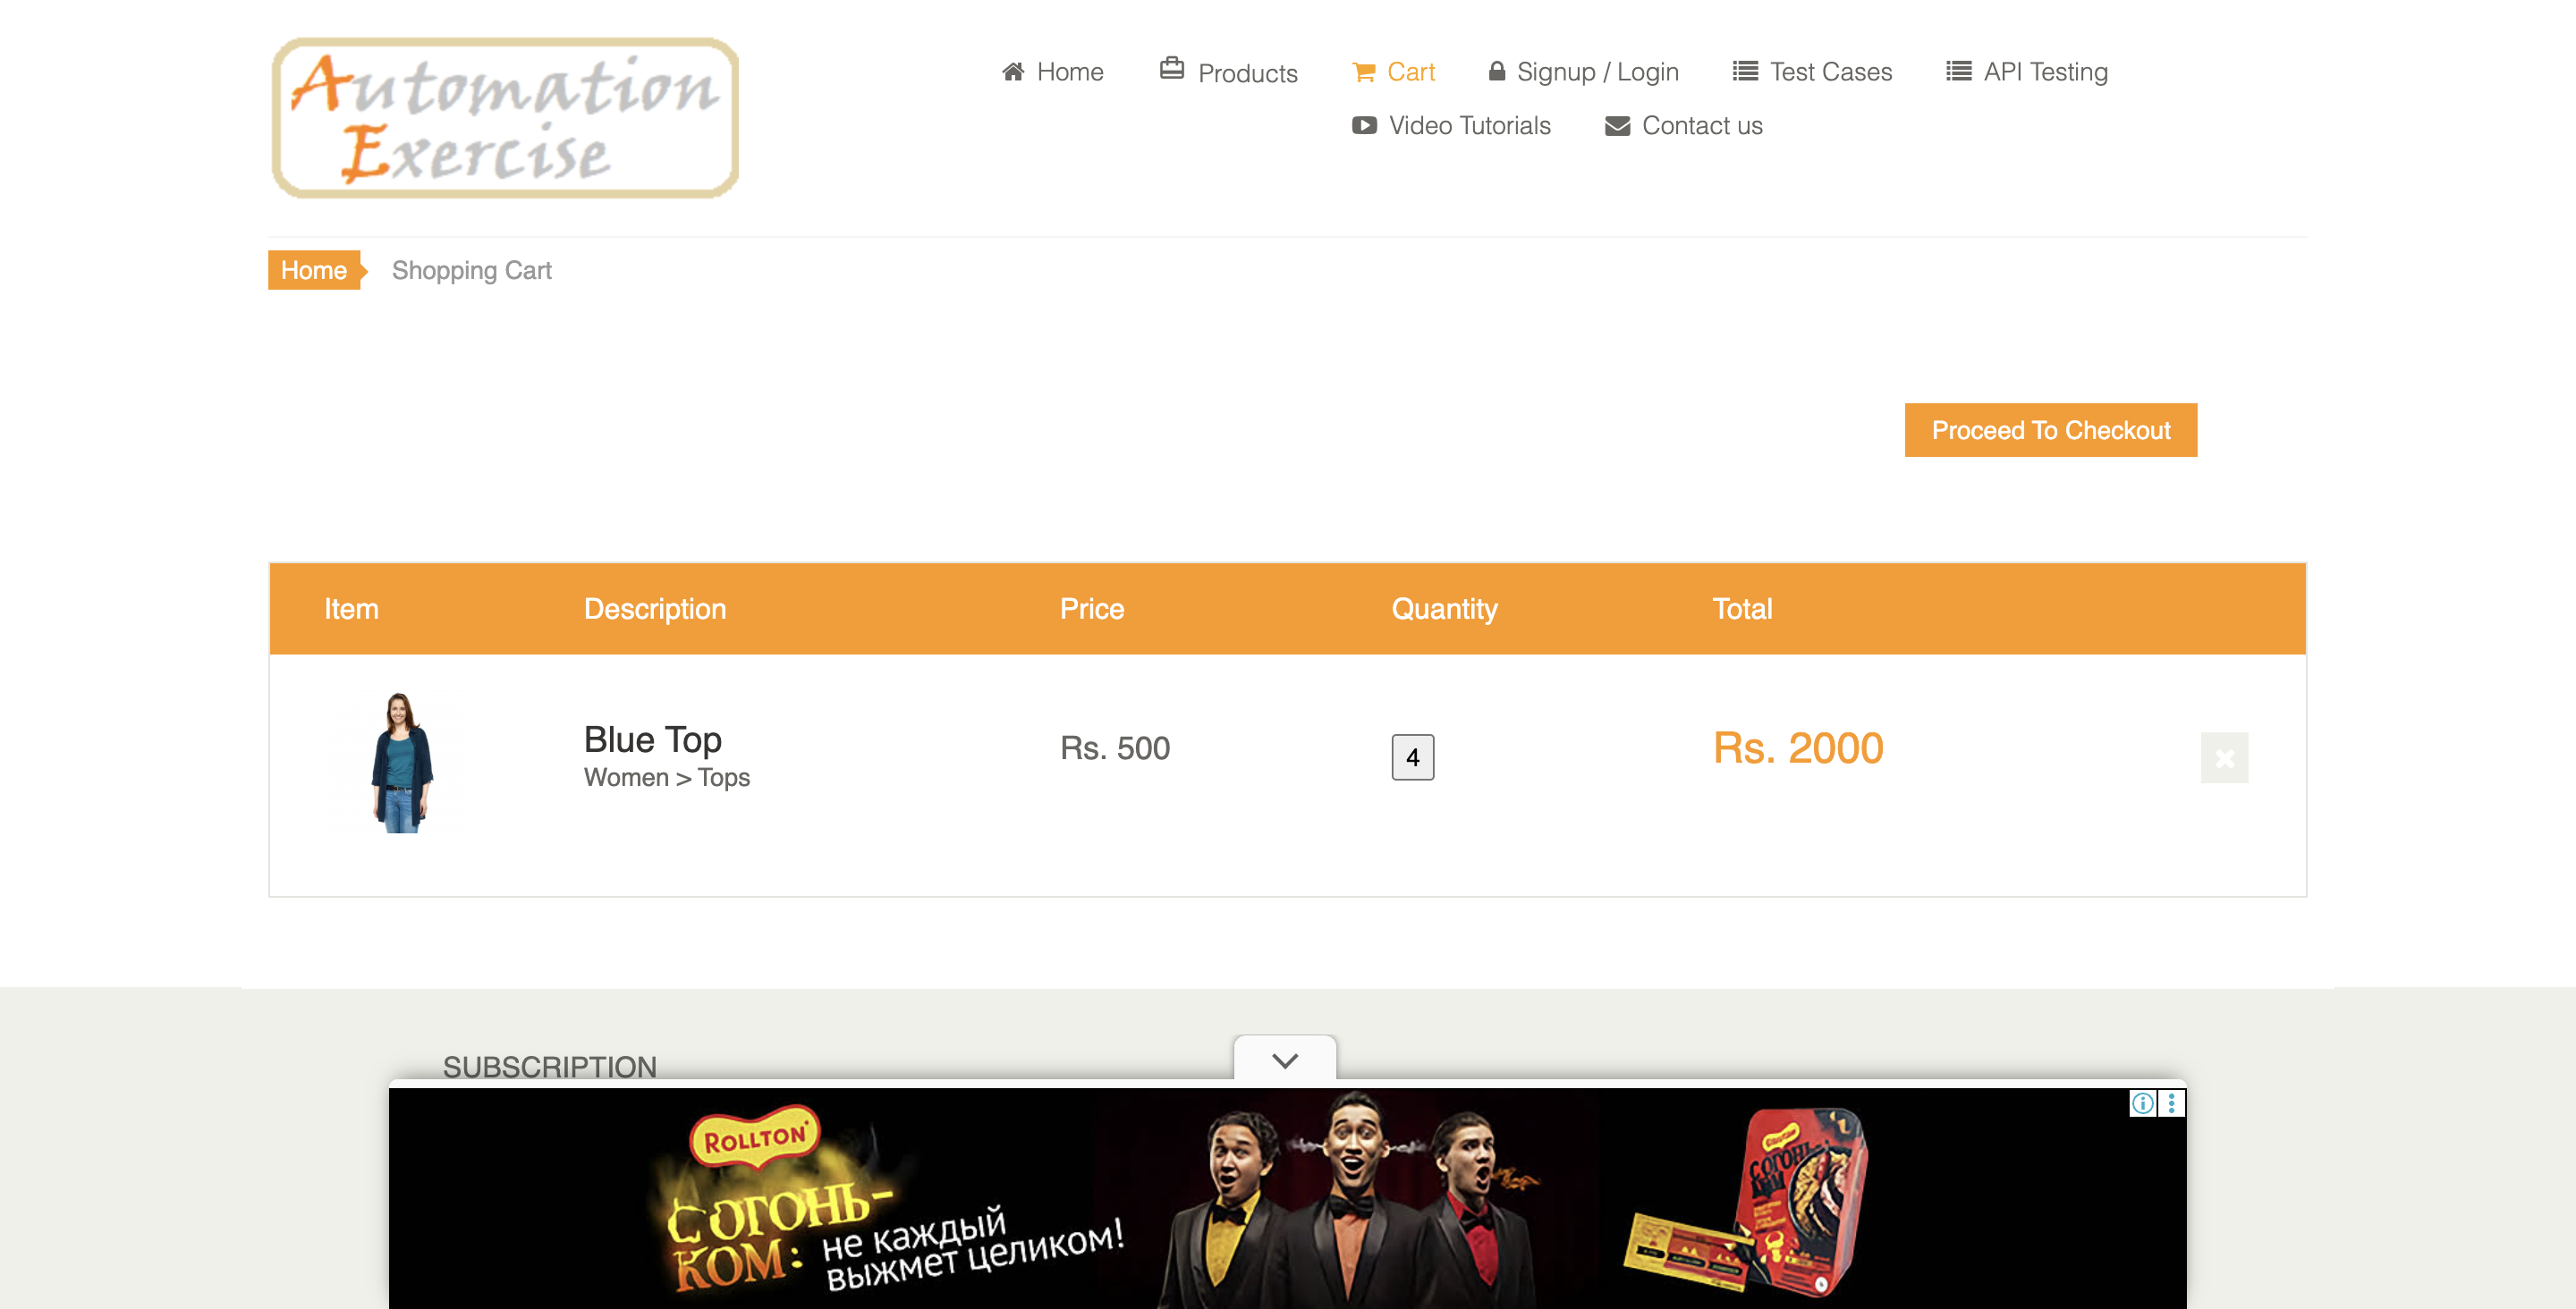 Automation
Exercise
Home
Products
Cart
Signup / Login
Test Cases
API Testing
Video Tutorials
Contact us
Home
Shopping Cart
Proceed To Checkout
Item Description Price Quantity Total
Blue Top
Women > Tops
Rs. 500
4
Rs. 2000
SUBSCRIPTION
ROLLTON
СОГОНЬ-
КОМ:
не каждый
выжмет целиком!